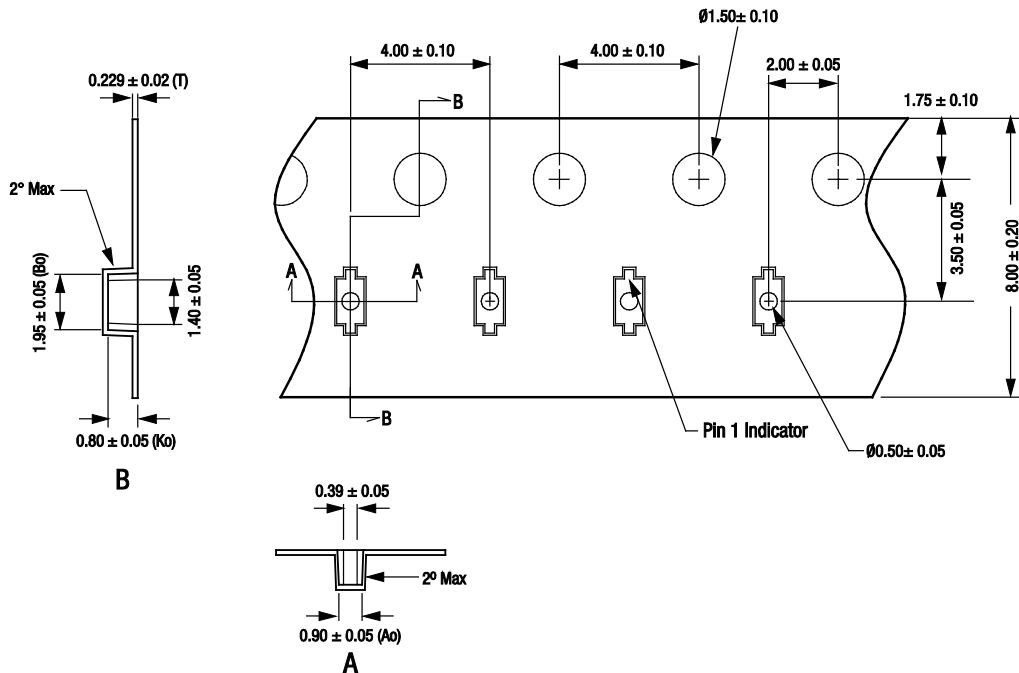 Ø1.50± 0.10
4.00 ± 0.10
4.00 ± 0.10
2.00 ± 0.05
0.229 ± 0.02 (T)
1.75 ± 0.10
B
2° Max
3.50 ± 0.05
8.00 ± 0.20
A
A
1.95 ± 0.05 (Bo)
1.40 ± 0.05
B
Pin 1 Indicator
0.80 ± 0.05 (Ko)
Ø0.50± 0.05
B
0.39 ± 0.05
2º Max
0.90 ± 0.05 (Ao)
A